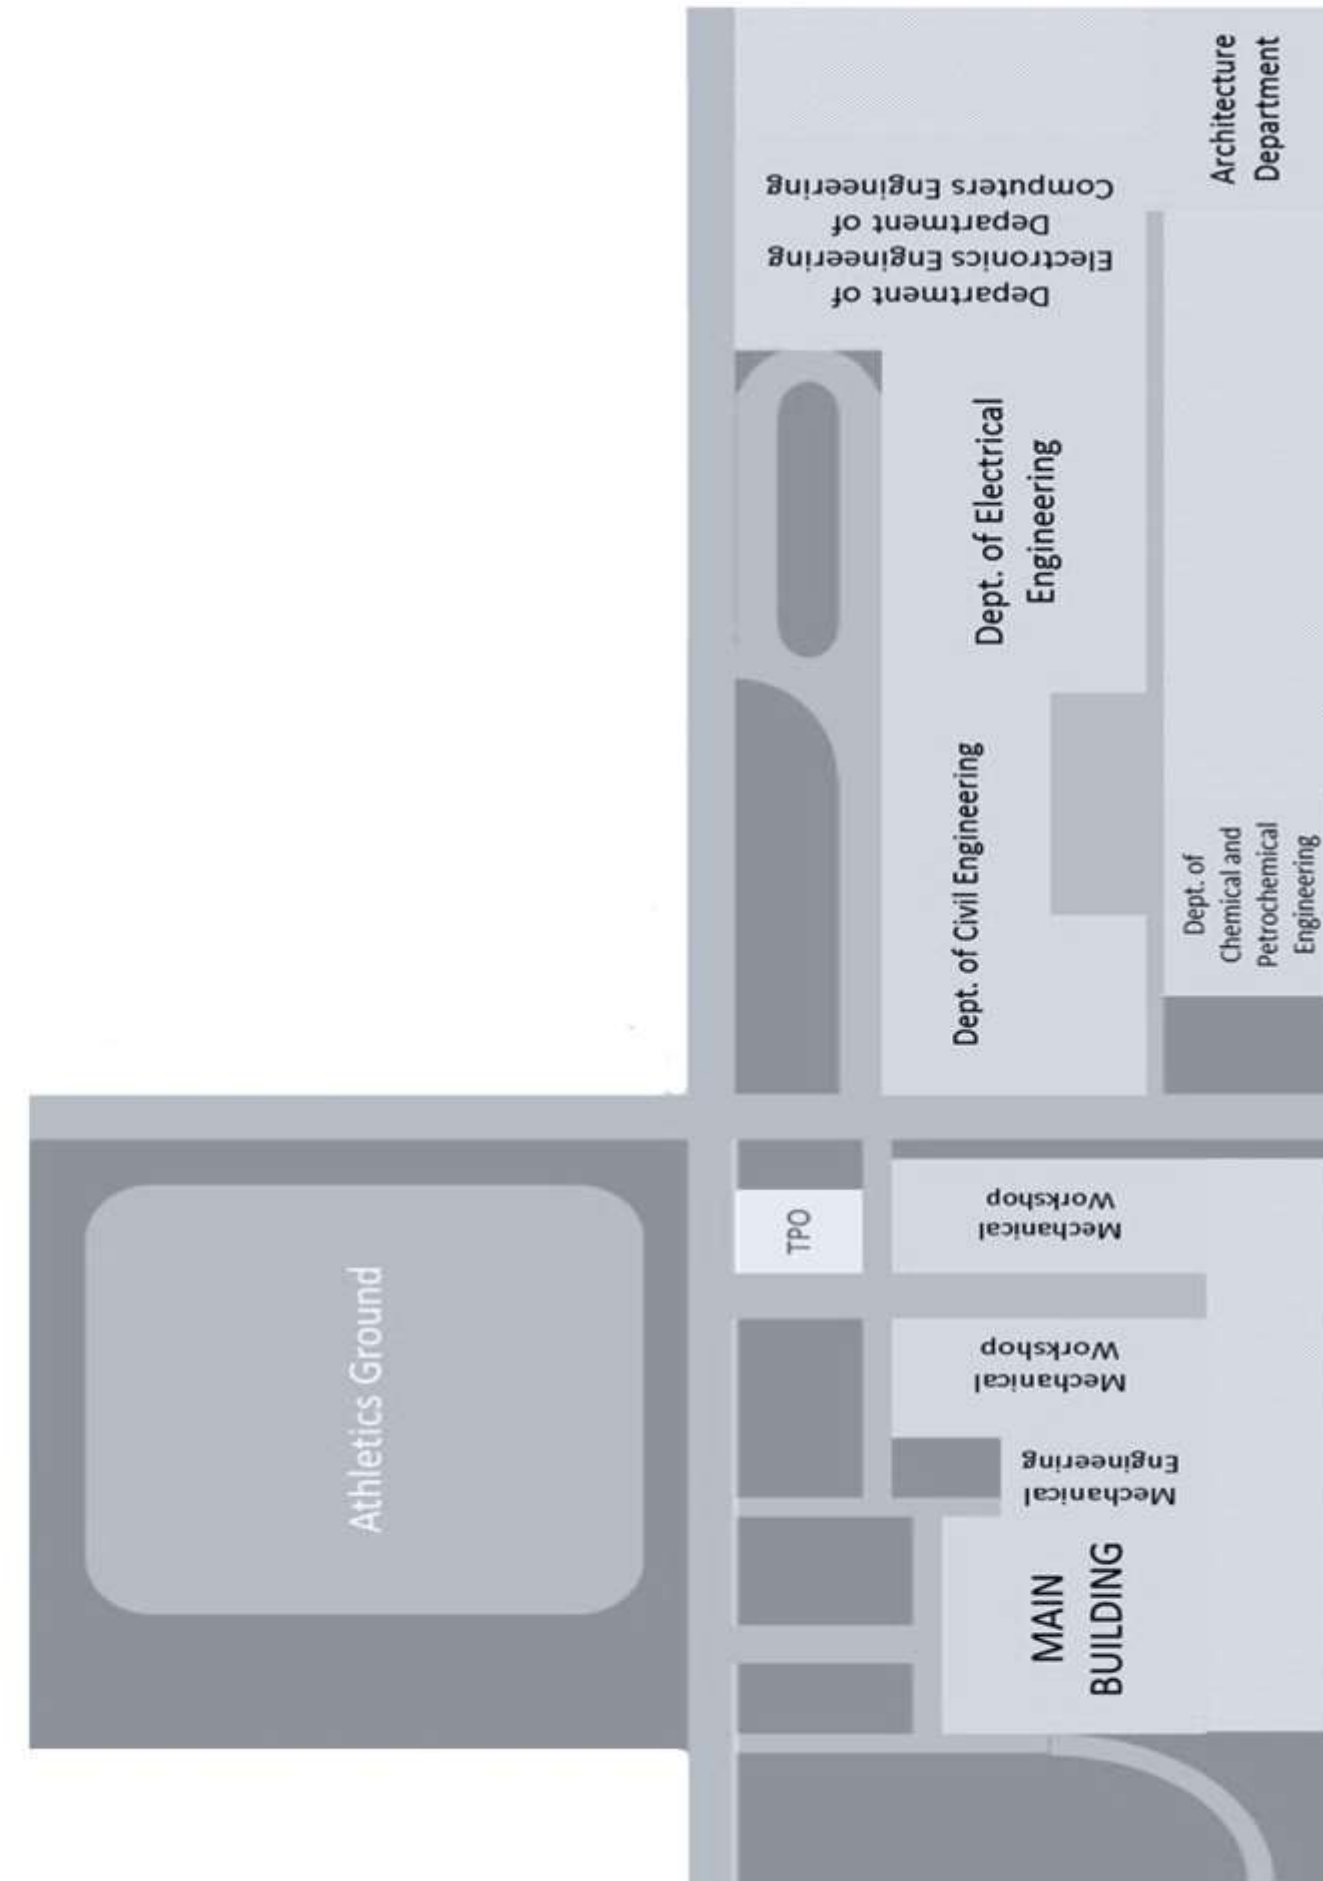 Architecture
Department
Department of
Electronics Engineering
Department of
Computers Engineering
Dept. of Electrical
Engineering
Dept. of Civil Engineering
Dept. of
Chemical and
Petrochemical
Engineering
Mechanical
Workshop
TPO
Athletics Ground
Mechanical
Workshop
Mechanical
Engineering
MAIN
BUILDING